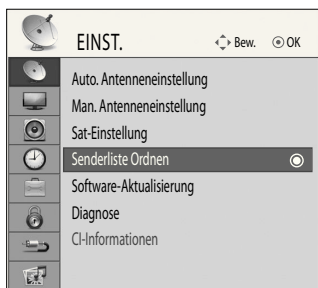 EINST. Bew. OK
Auto. Antenneneinstellung
Man. Antenneneinstellung
Sat-Einstellung
Senderliste Ordnen
Software-Aktualisierung
Diagnose
CI-Informationen